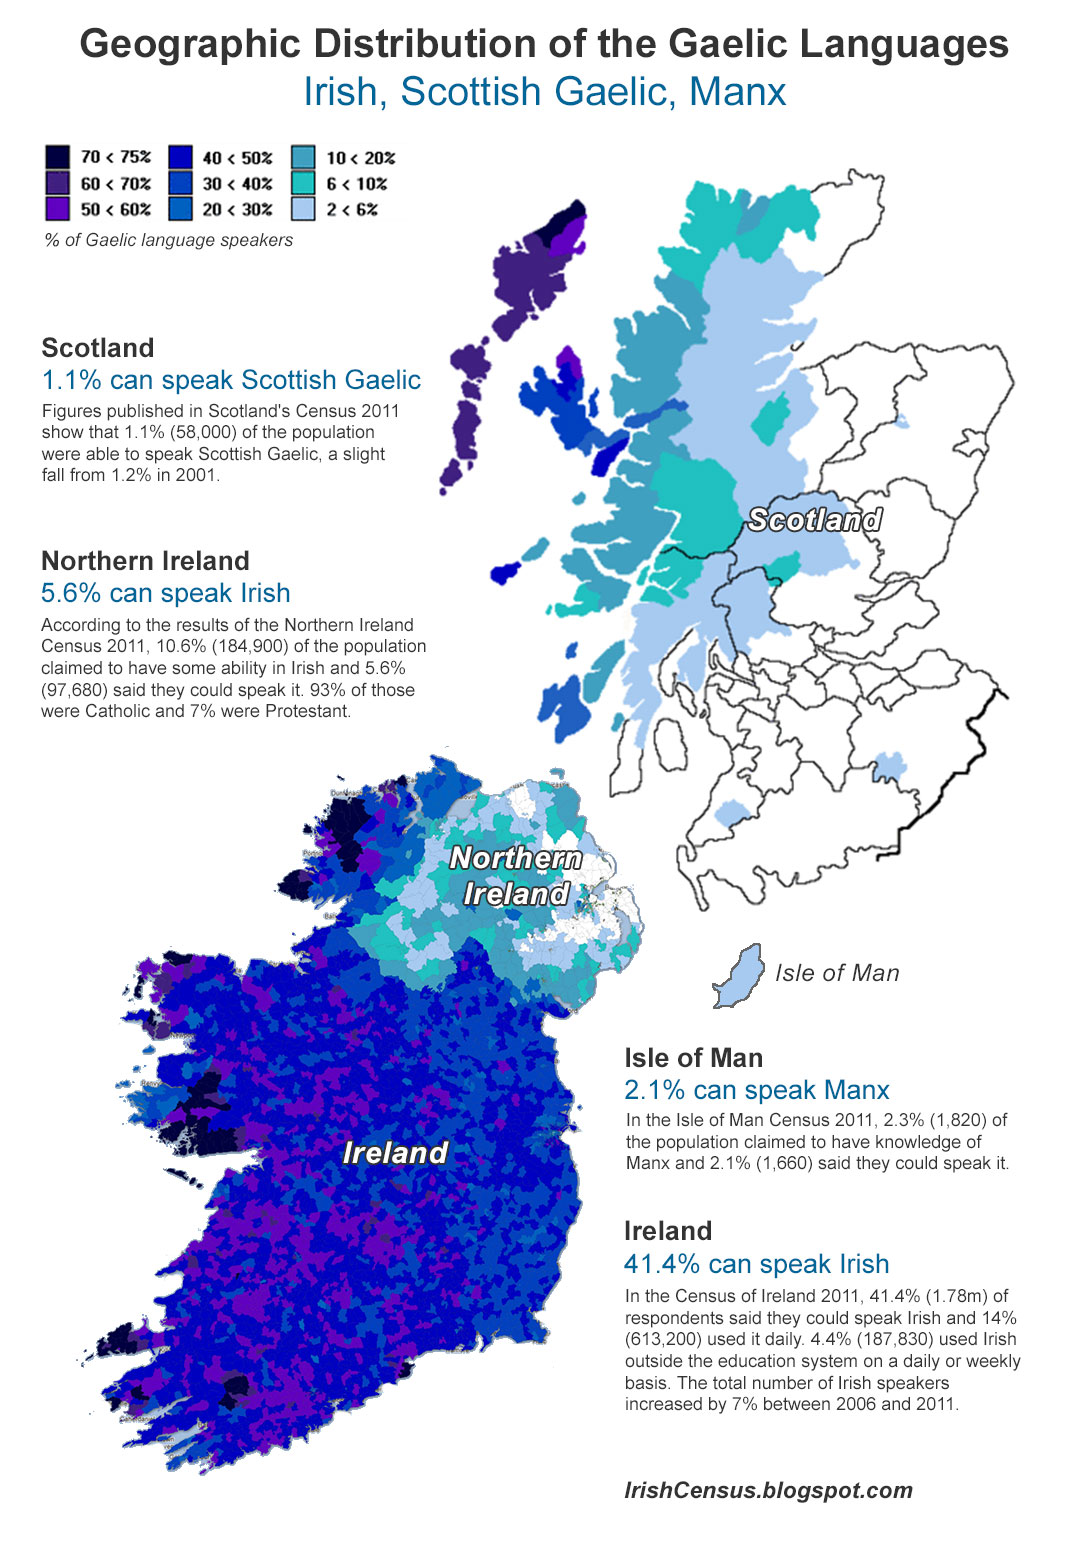 Geographic Distribution of the Gaelic Languages
Irish, Scottish Gaelic, Manx
70 < 75%
40 < 50%
10 < 20%
60 < 70%
30 < 40%
6 < 10%
50 < 60%
20 < 30%
2 < 6%
% of Gaelic language speakers
Scotland
1.1% can speak Scottish Gaelic
Figures published in Scotland's Census 2011
show that 1.1% (58,000) of the population
were able to speak Scottish Gaelic, a slight
fall from 1.2% in 2001.
Scotland
Northern Ireland
5.6% can speak Irish
According to the results of the Northern Ireland
Census 2011, 10.6% (184,900) of the population
claimed to have some ability in Irish and 5.6%
(97,680) said they could speak it. 93% of those
were Catholic and 7% were Protestant.
Northern
Ireland
Isle of Man
Isle of Man
2.1% can speak Manx
In the Isle of Man Census 2011, 2.3% (1,820) of
the population claimed to have knowledge of
Manx and 2.1% (1,660) said they could speak it.
Ireland
Ireland
41.4% can speak Irish
In the Census of Ireland 2011, 41.4% (1.78m) of
respondents said they could speak Irish and 14%
(613,200) used it daily. 4.4% (187,830) used Irish
outside the education system on a daily or weekly
basis. The total number of Irish speakers
increased by 7% between 2006 and 2011.
IrishCensus.blogspot.com